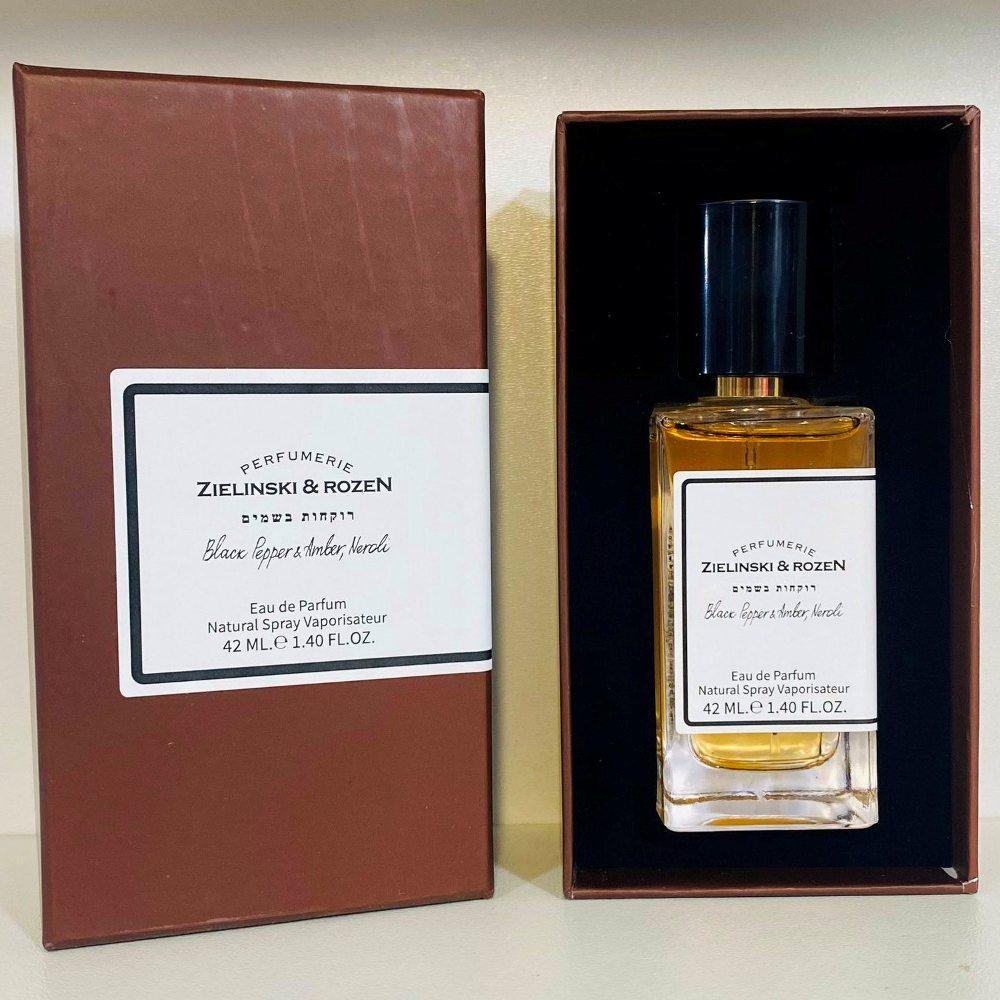 PERFUMERIE
ZIELINSKI & ROZEN
רוקחות בשמים
Black Pepper & Amber, Neroli
Eau de Parfum
Natural Spray Vaporisateur
42 ML.℮ 1.40 FL.OZ.
PERFUMERIE
ZIELINSKI & ROZEN
רוקחות בשמים
Black Pepper & Amber, Neroli
Eau de Parfum
Natural Spray Vaporisateur
42 ML.℮ 1.40 FL.OZ.